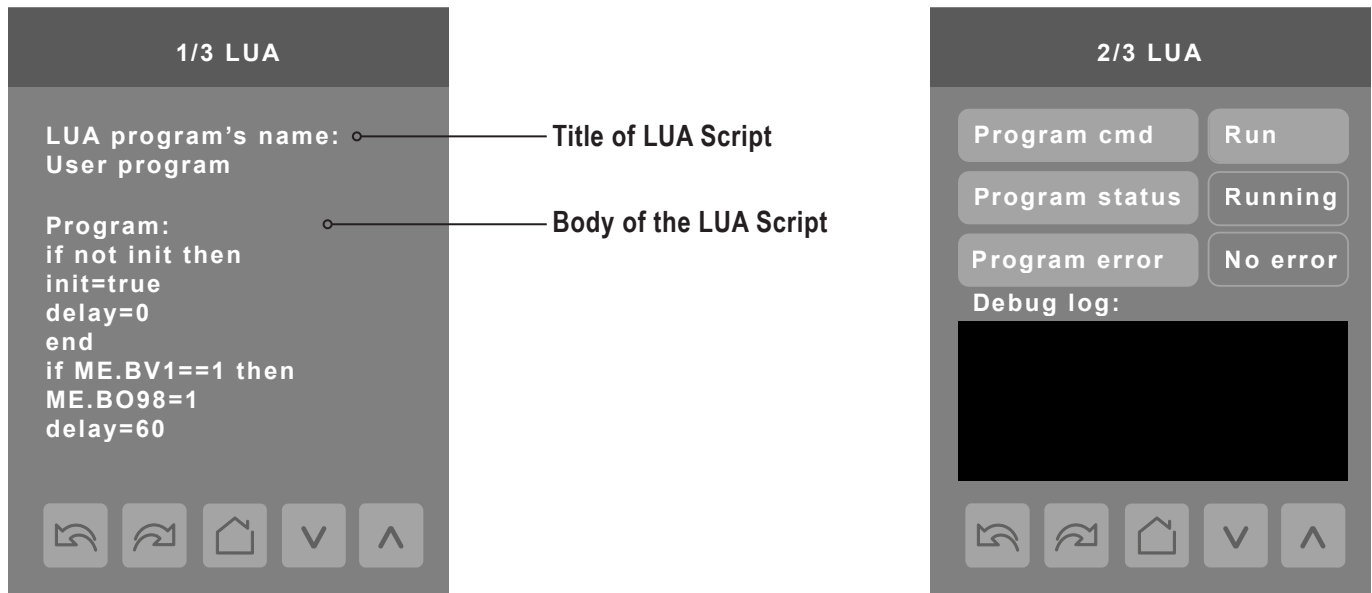 1/3 LUA
LUA program’s name:
User program
Program:
if not init then
init=true
delay=0
end
if ME.BV1==1 then
ME.BO98=1
delay=60
Title of LUA Script
Body of the LUA Script
2/3 LUA
Program cmd Run
Program status Running
Program error No error
Debug log: